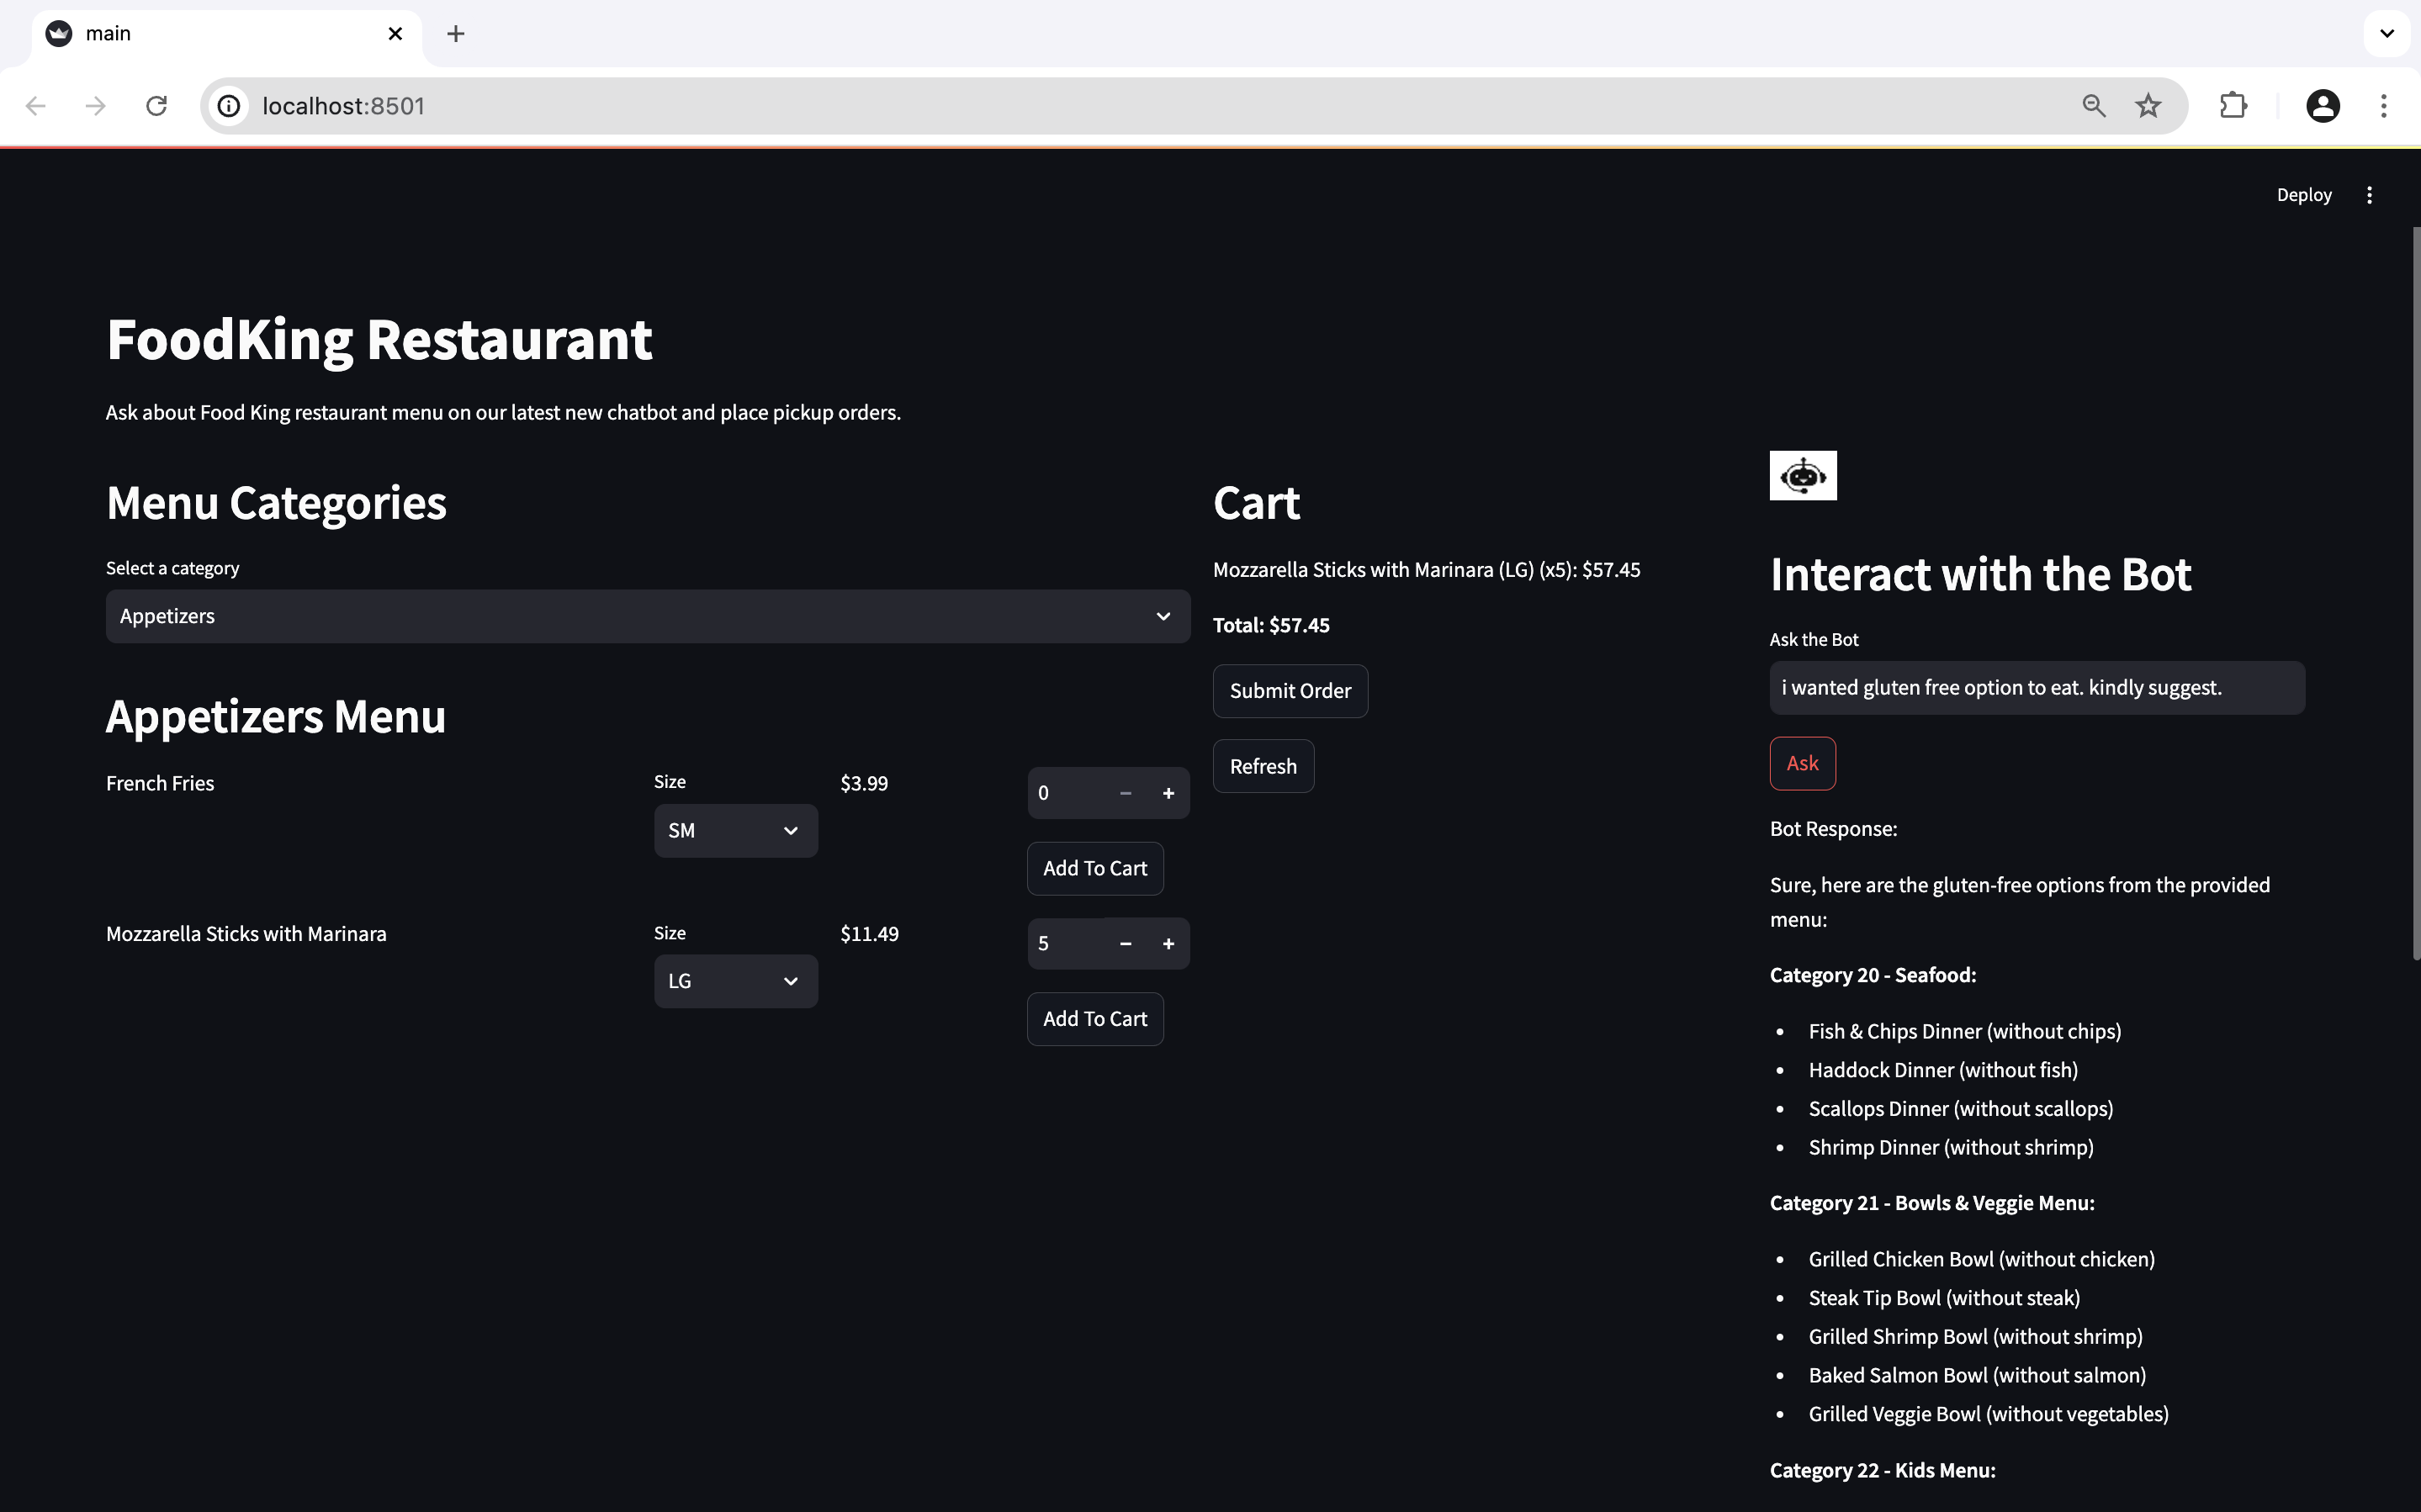 main
localhost:8501
Deploy
FoodKing Restaurant
Ask about Food King restaurant menu on our latest new chatbot and place pickup orders.
Menu Categories
Select a category
Appetizers
Appetizers Menu
French Fries
Size
$3.99
SM
0
Add To Cart
Mozzarella Sticks with Marinara
Size
$11.49
LG
5
Add To Cart
Cart
Mozzarella Sticks with Marinara (LG) (x5): $57.45
Total: $57.45
Submit Order
Refresh
Interact with the Bot
Ask the Bot
i wanted gluten free option to eat. kindly suggest.
Ask
Bot Response:
Sure, here are the gluten-free options from the provided
menu:
Category 20 - Seafood:
Fish & Chips Dinner (without chips)
Haddock Dinner (without fish)
Scallops Dinner (without scallops)
Shrimp Dinner (without shrimp)
Category 21 - Bowls & Veggie Menu:
Grilled Chicken Bowl (without chicken)
Steak Tip Bowl (without steak)
Grilled Shrimp Bowl (without shrimp)
Baked Salmon Bowl (without salmon)
Grilled Veggie Bowl (without vegetables)
Category 22 - Kids Menu: